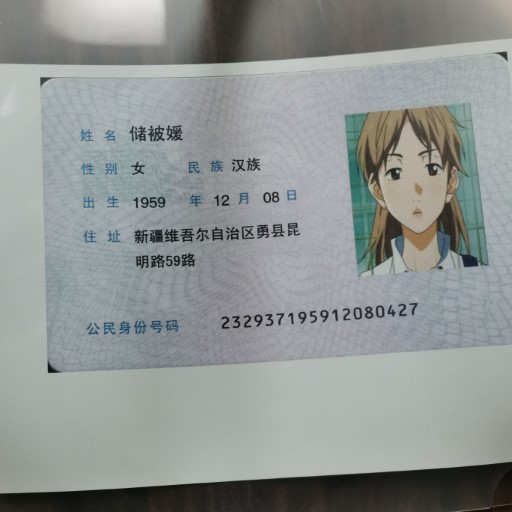 姓名 储被媛
性别 女 民族 汉族
出生 1959 年 12 月 08 日
住址 新疆维吾尔自治区勇县昆
明路59路
公民身份号码 232937195912080427